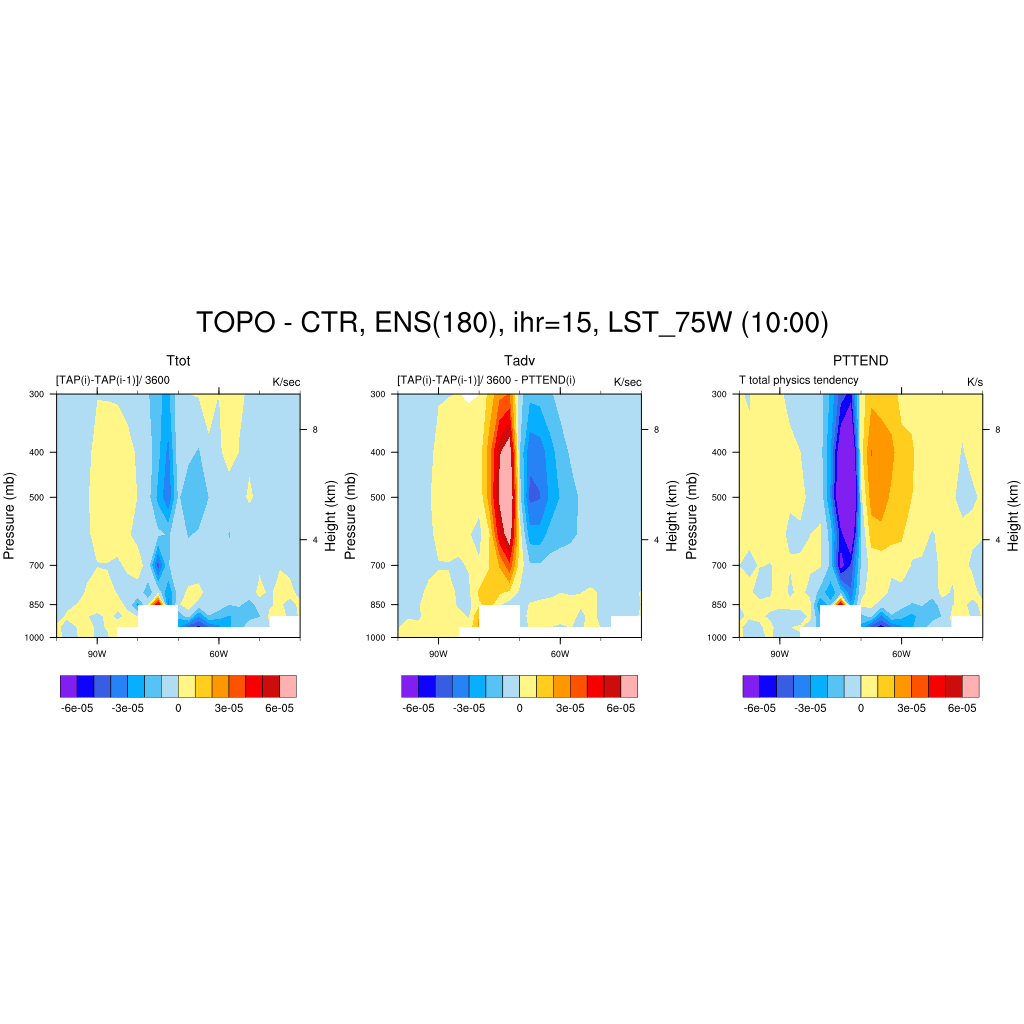 TOPO - CTR, ENS(180), ihr=15, LST_75W (10:00)
Ttot
[TAP(i)-TAP(i-1)]/ 3600 K/sec
300
400
500
700
850
1000
Pressure (mb)
8
4
Height (km)
90W 60W
-6e-05 -3e-05 0 3e-05 6e-05
Tadv
[TAP(i)-TAP(i-1)]/ 3600 - PTTEND(i) K/sec
300
400
500
700
850
1000
Pressure (mb)
8
4
Height (km)
90W 60W
-6e-05 -3e-05 0 3e-05 6e-05
PTTEND
T total physics tendency K/s
300
400
500
700
850
1000
Pressure (mb)
8
4
Height (km)
90W 60W
-6e-05 -3e-05 0 3e-05 6e-05